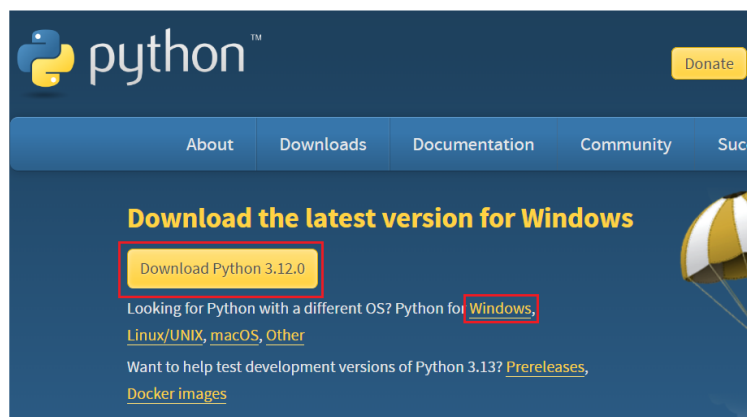 python™
Donate
About Downloads Documentation Community Suc
Download the latest version for Windows
Download Python 3.12.0
Looking for Python with a different OS? Python for Windows,
Linux/UNIX, macOS, Other
Want to help test development versions of Python 3.13? Prereleases,
Docker images